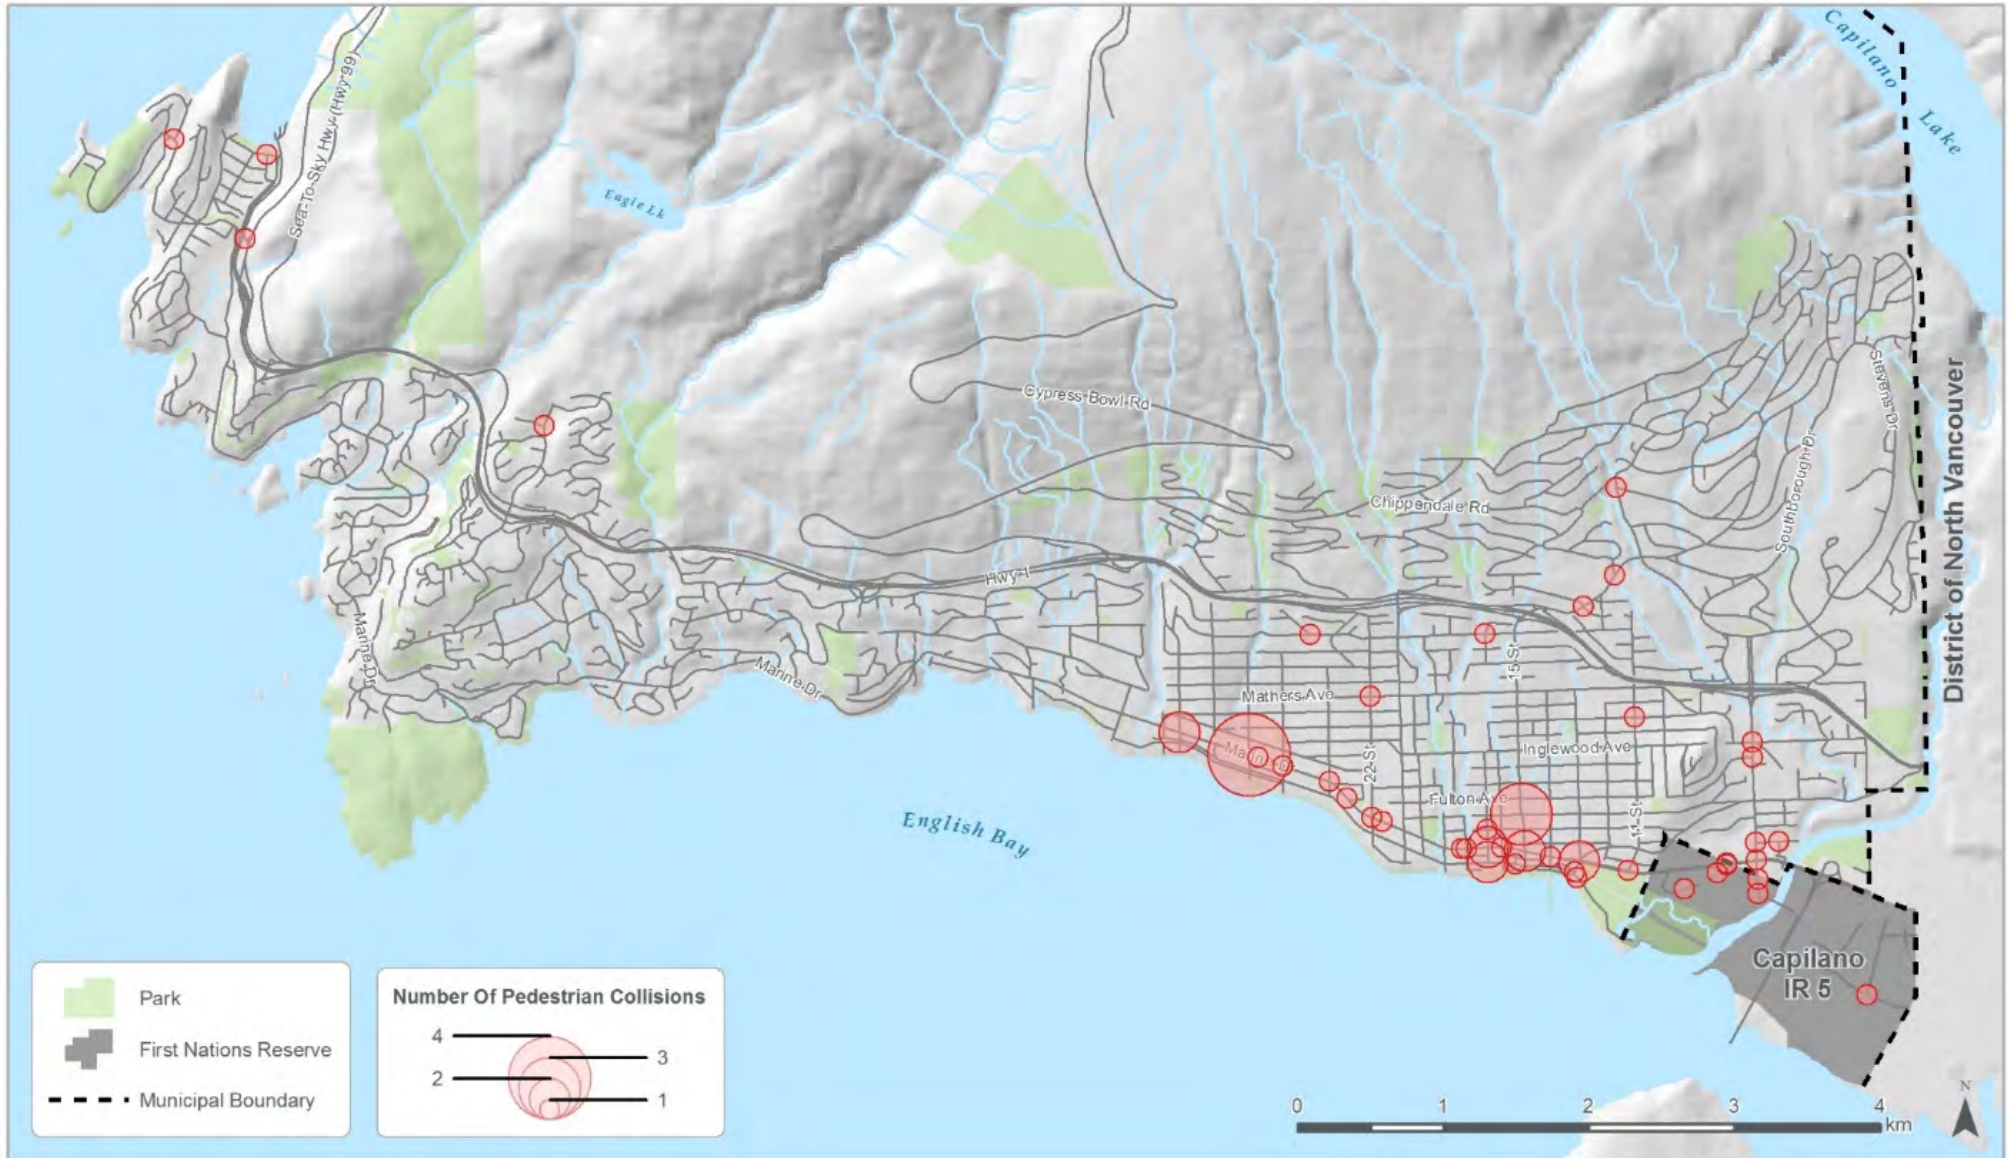 Capilano
Lake
Sea-To-Sky Hwy (Hwy 99)
Eagle Lk
Cypress Bowl Rd
Stevens Dr
Chippendale Rd
Southborough Dr
District of North Vancouver
Hwy 1
Marine Dr
Marine Dr
15 St
Mathers Ave
Marine Dr
Inglewood Ave
22 St
Fulton Ave
11 St
English Bay
Capilano
IR 5
Park
First Nations Reserve
Municipal Boundary
Number Of Pedestrian Collisions
4
3
2
1
0 1 2 3 4
km
N